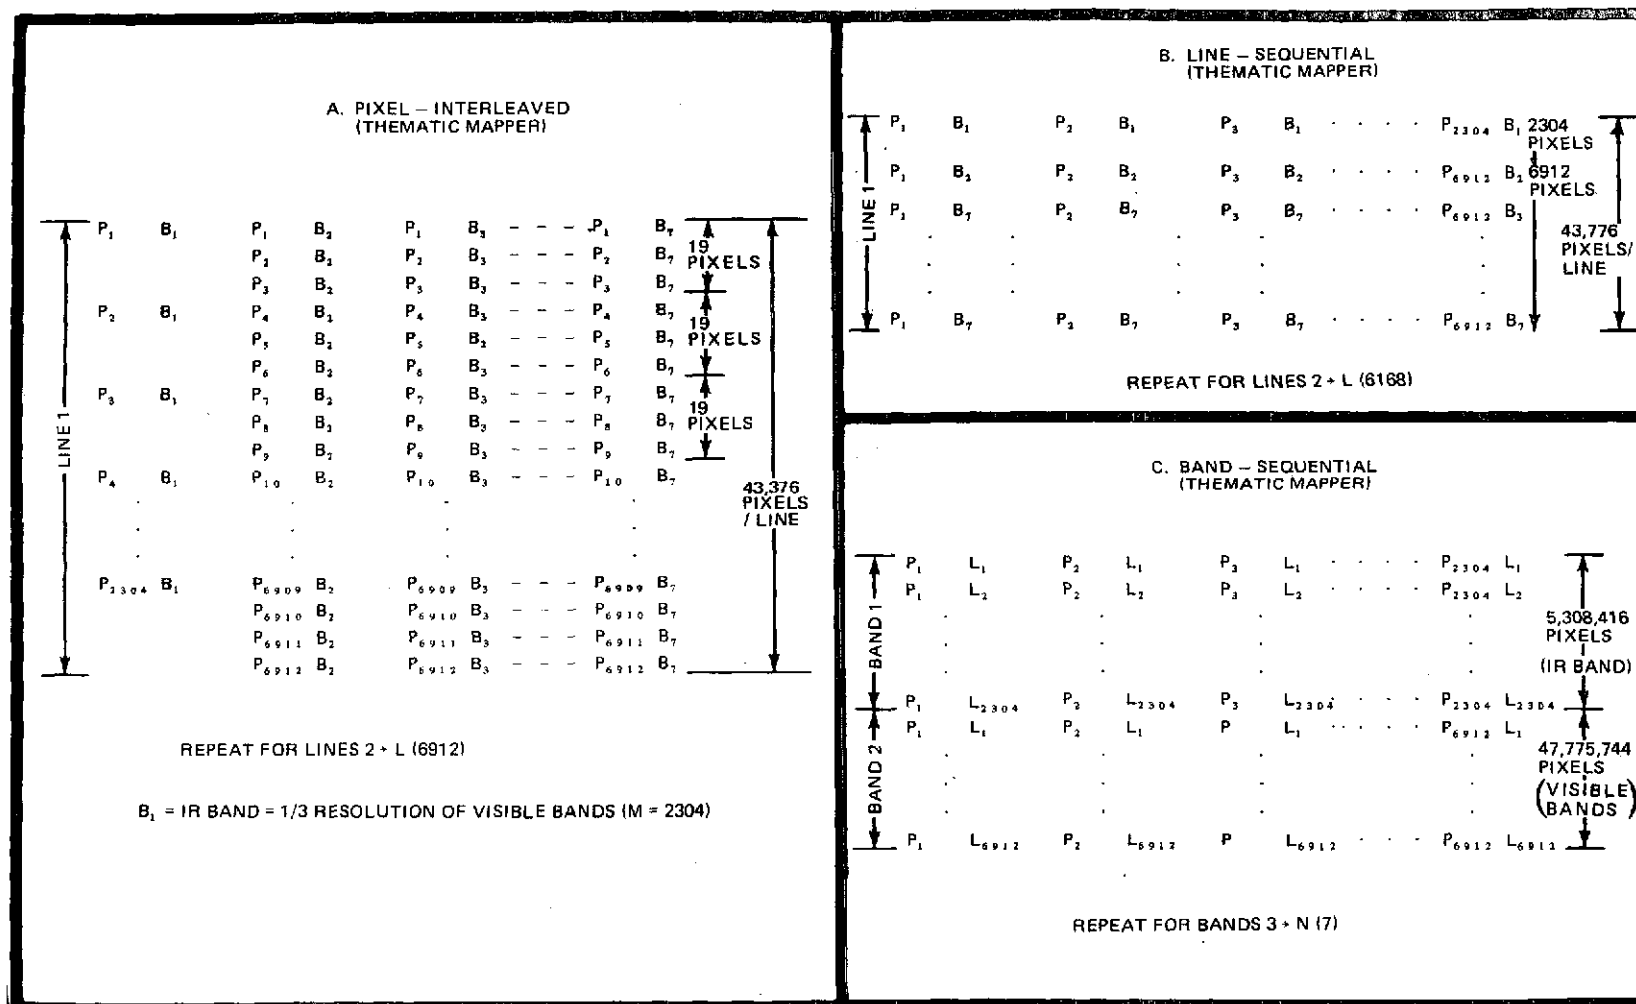 A. PIXEL – INTERLEAVED
(THEMATIC MAPPER)
LINE 1
P₁ B₁ P₁ B₂ P₁ B₃ – – – P₁ B₇
P₂ B₂ P₂ B₃ – – – P₂ B₇
P₃ B₂ P₃ B₃ – – – P₃ B₇
19 PIXELS
P₂ B₁ P₄ B₂ P₄ B₃ – – – P₄ B₇
P₅ B₂ P₅ B₂ – – – P₅ B₇
P₆ B₂ P₆ B₃ – – – P₆ B₇
19 PIXELS
P₃ B₁ P₇ B₂ P₇ B₃ – – – P₇ B₇
P₈ B₂ P₈ B₃ – – – P₈ B₇
P₉ B₂ P₉ B₃ – – – P₉ B₇
19 PIXELS
P₄ B₁ P₁₀ B₂ P₁₀ B₃ – – – P₁₀ B₇
. . . .
. . . .
. . . .
P₂₃₀₄ B₁ P₆₉₀₉ B₂ P₆₉₀₉ B₃ – – – P₆₉₀₉ B₇
P₆₉₁₀ B₂ P₆₉₁₀ B₃ – – – P₆₉₁₀ B₇
P₆₉₁₁ B₂ P₆₉₁₁ B₃ – – – P₆₉₁₁ B₇
P₆₉₁₂ B₂ P₆₉₁₂ B₃ – – – P₆₉₁₂ B₇
43,376
PIXELS
/ LINE
REPEAT FOR LINES 2 → L (6912)
B₁ = IR BAND = 1/3 RESOLUTION OF VISIBLE BANDS (M = 2304)
B. LINE – SEQUENTIAL
(THEMATIC MAPPER)
LINE 1
P₁ B₁ P₂ B₁ P₃ B₁ · · · · P₂₃₀₄ B₁ 2304
PIXELS
P₁ B₂ P₂ B₂ P₃ B₂ · · · · P₆₉₁₂ B₂ 6912
PIXELS
P₁ B₇ P₂ B₇ P₃ B₇ · · · · P₆₉₁₂ B₃
43,776
PIXELS/
LINE
P₁ B₇ P₂ B₇ P₃ B₇ · · · · P₆₉₁₂ B₇
REPEAT FOR LINES 2 → L (6168)
C. BAND – SEQUENTIAL
(THEMATIC MAPPER)
BAND 1
P₁ L₁ P₂ L₁ P₃ L₁ · · · · P₂₃₀₄ L₁
P₁ L₂ P₂ L₂ P₃ L₂ · · · · P₂₃₀₄ L₂
5,308,416
PIXELS
(IR BAND)
P₁ L₂₃₀₄ P₂ L₂₃₀₄ P₃ L₂₃₀₄ · · · · P₂₃₀₄ L₂₃₀₄
BAND 2
P₁ L₁ P₂ L₁ P L₁ · · · · P₆₉₁₂ L₁
47,775,744
PIXELS
(VISIBLE
BANDS)
P₁ L₆₉₁₂ P₂ L₆₉₁₂ P L₆₉₁₂ · · · P₆₉₁₂ L₆₉₁₂
REPEAT FOR BANDS 3 → N (7)